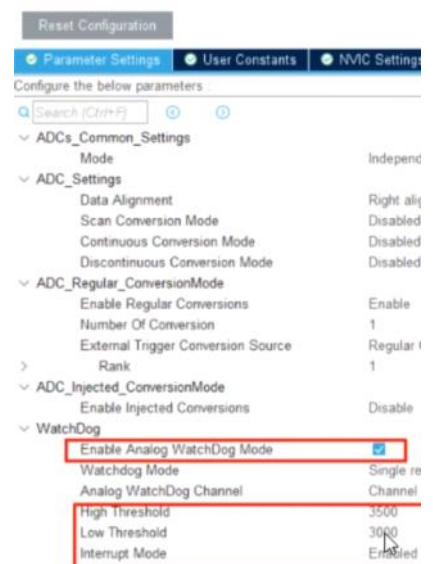 Reset Configuration
Parameter Settings User Constants NVIC Settings
Configure the below parameters :
Search (Ctrl+F)
ADCs_Common_Settings
Mode Independ
ADC_Settings
Data Alignment Right alig
Scan Conversion Mode Disabled
Continuous Conversion Mode Disabled
Discontinuous Conversion Mode Disabled
ADC_Regular_ConversionMode
Enable Regular Conversions Enable
Number Of Conversion 1
External Trigger Conversion Source Regular
Rank 1
ADC_Injected_ConversionMode
Enable Injected Conversions Disable
WatchDog
Enable Analog WatchDog Mode
Watchdog Mode Single re
Analog WatchDog Channel Channel
High Threshold 3500
Low Threshold 3000
Interrupt Mode Enabled